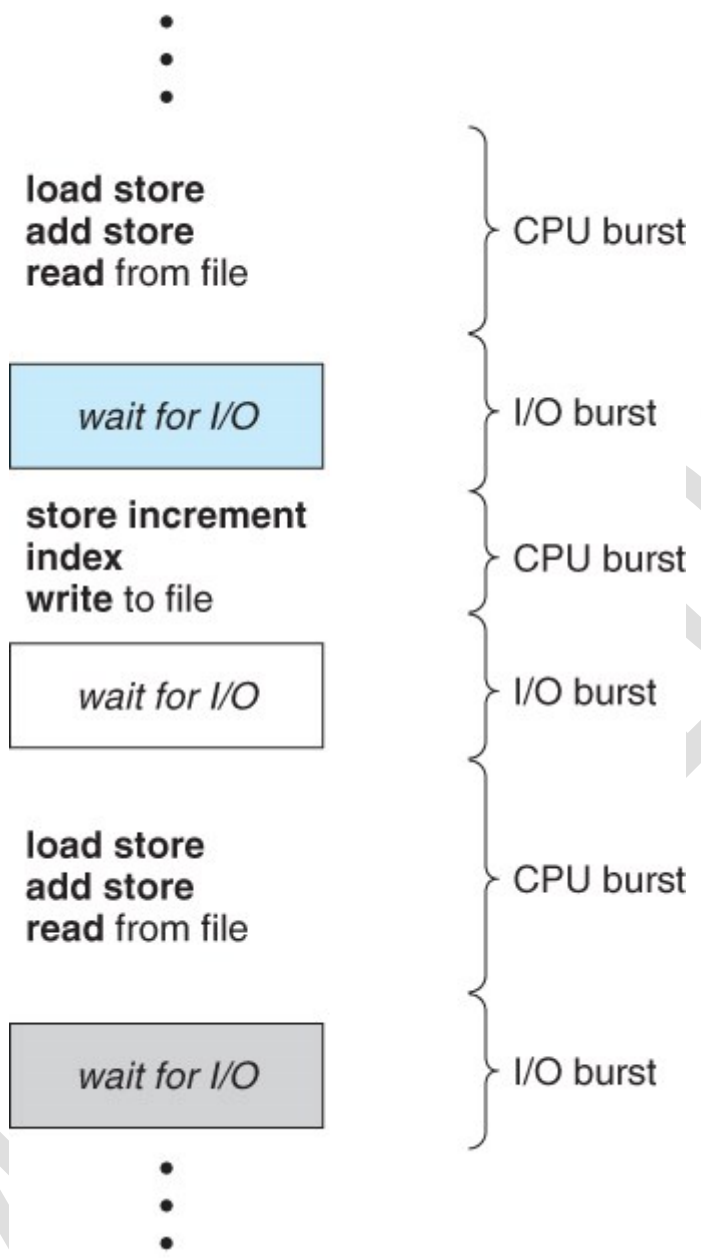 load store
add store
read from file
CPU burst
wait for I/O
I/O burst
store increment
index
write to file
CPU burst
wait for I/O
I/O burst
load store
add store
read from file
CPU burst
wait for I/O
I/O burst